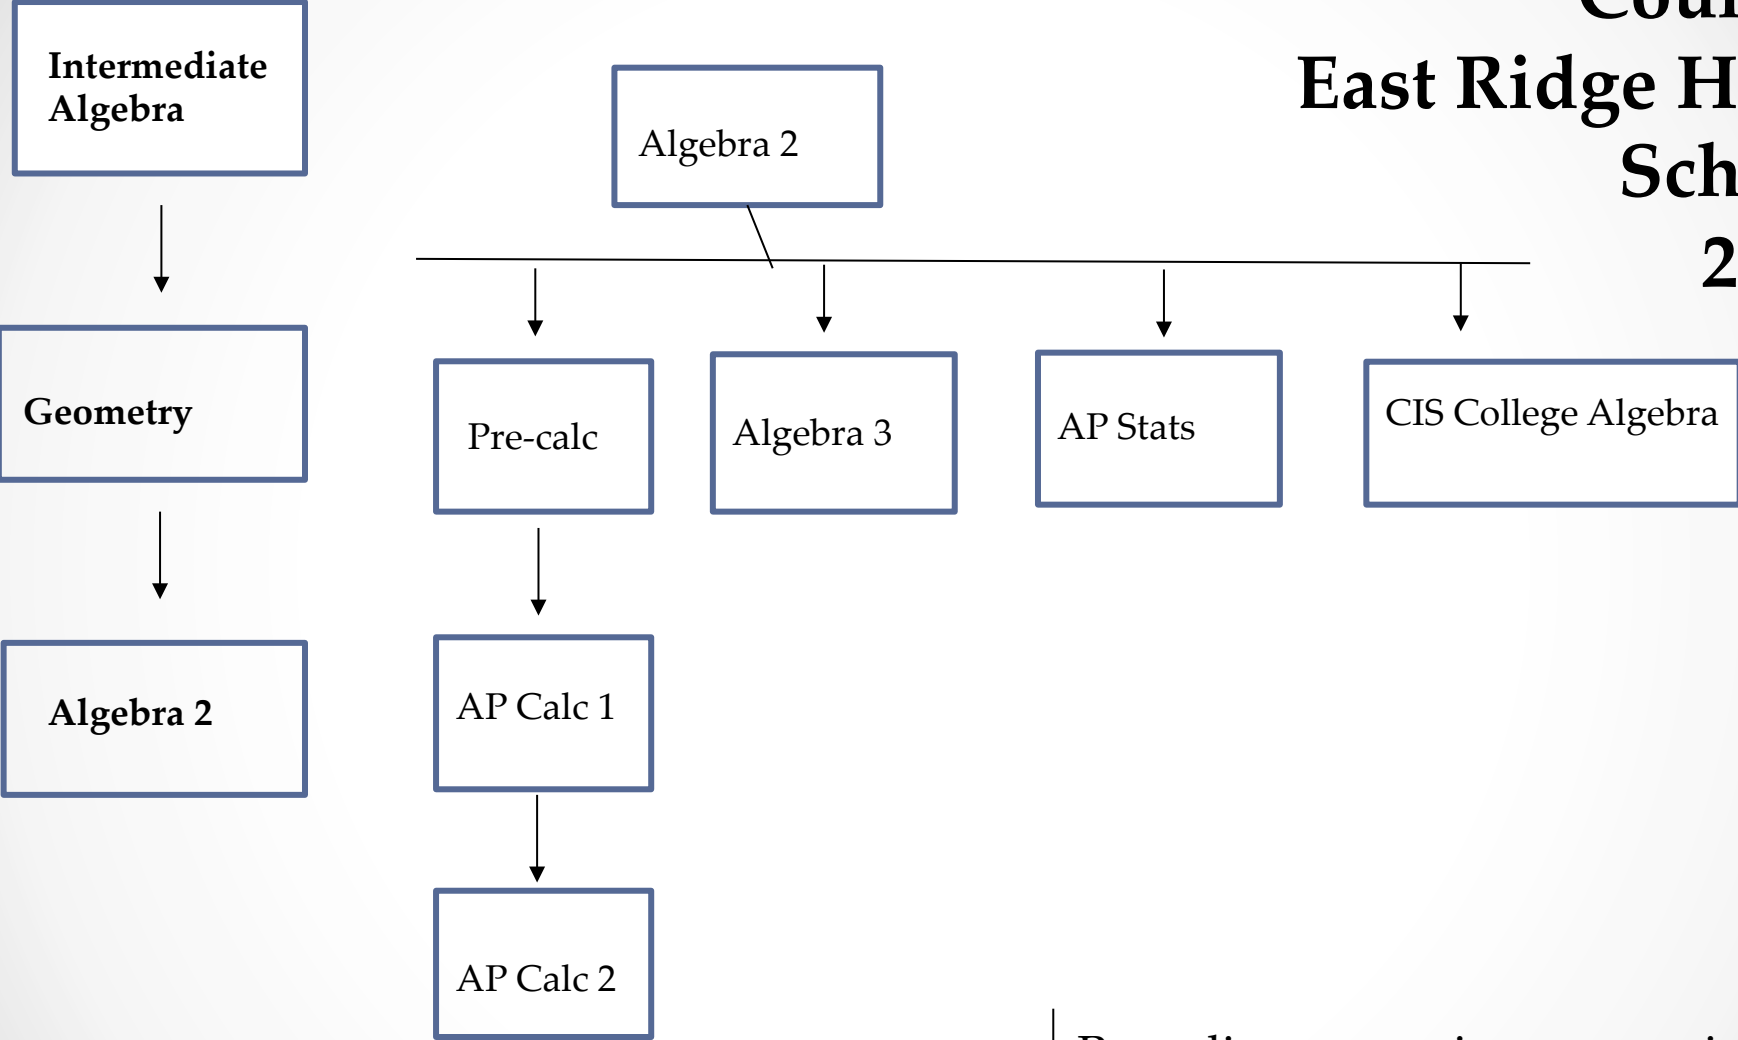 Intermediate
Algebra
Geometry
Algebra 2
Algebra 2
Pre-calc
Algebra 3
AP Stats
CIS College Algebra
AP Calc 1
AP Calc 2
East Ridge H
Sch
2